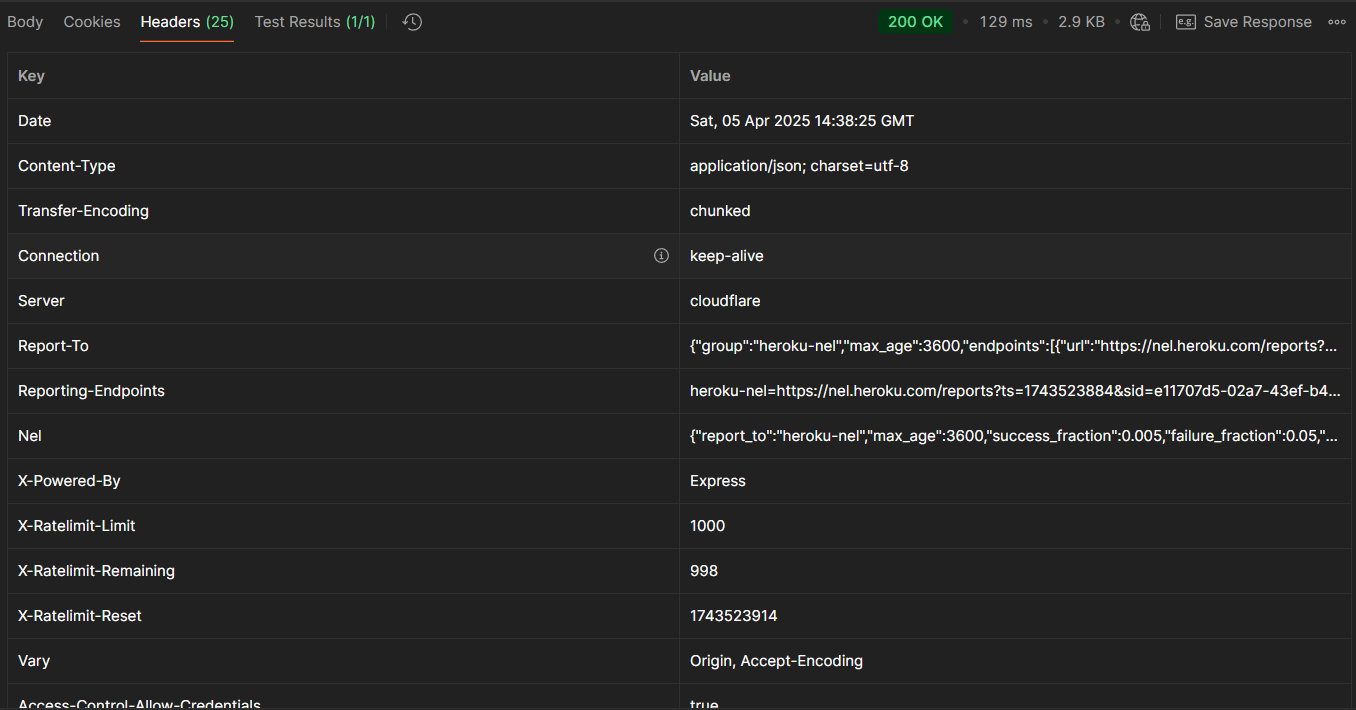 Body Cookies Headers (25) Test Results (1/1) 200 OK • 129 ms • 2.9 KB • e.g. Save Response
Key Value
Date Sat, 05 Apr 2025 14:38:25 GMT
Content-Type application/json; charset=utf-8
Transfer-Encoding chunked
Connection keep-alive
Server cloudflare
Report-To {"group":"heroku-nel","max_age":3600,"endpoints":[{"url":"https://nel.heroku.com/reports?...
Reporting-Endpoints heroku-nel=https://nel.heroku.com/reports?ts=1743523884&sid=e11707d5-02a7-43ef-b4...
Nel {"report_to":"heroku-nel","max_age":3600,"success_fraction":0.005,"failure_fraction":0.05,"...
X-Powered-By Express
X-Ratelimit-Limit 1000
X-Ratelimit-Remaining 998
X-Ratelimit-Reset 1743523914
Vary Origin, Accept-Encoding
Access-Control-Allow-Credentials true